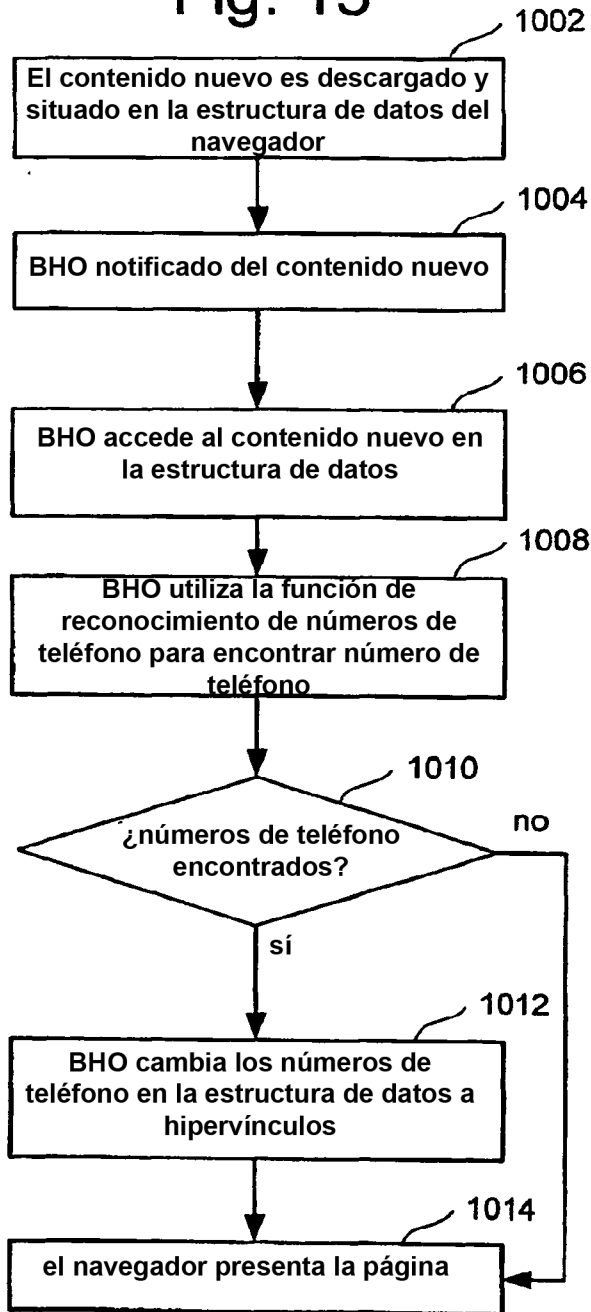 Fig. 13
1002
El contenido nuevo es descargado y
situado en la estructura de datos del
navegador
1004
BHO notificado del contenido nuevo
1006
BHO accede al contenido nuevo en
la estructura de datos
1008
BHO utiliza la función de
reconocimiento de números de
teléfono para encontrar número de
teléfono
1010
¿números de teléfono
encontrados?
no
sí
1012
BHO cambia los números de
teléfono en la estructura de datos a
hipervínculos
1014
el navegador presenta la página